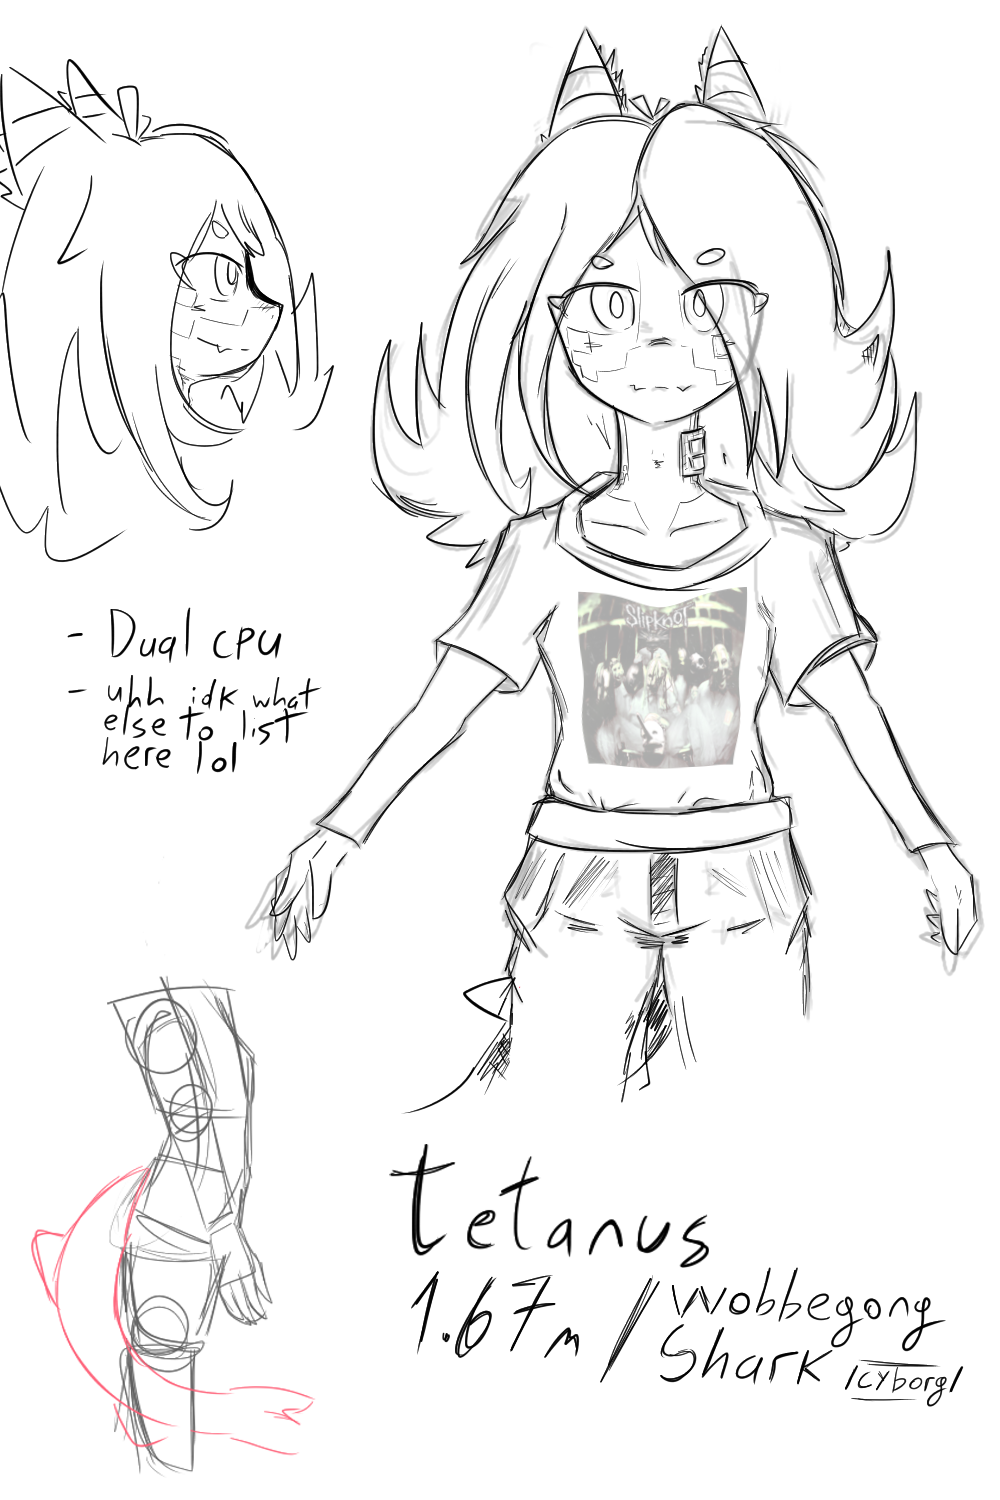 Slipknot
- Dual cpu
- uhh idk what
else to list
here lol
tetanus
1.67m / Wobbegong
Shark /cyborg/